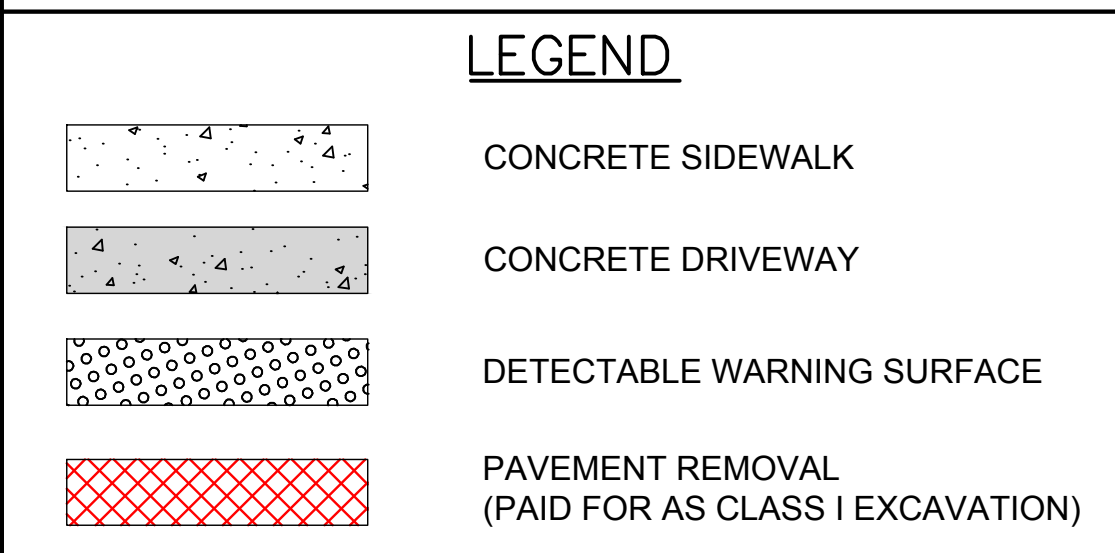 LEGEND
CONCRETE SIDEWALK
CONCRETE DRIVEWAY
DETECTABLE WARNING SURFACE
PAVEMENT REMOVAL
(PAID FOR AS CLASS I EXCAVATION)